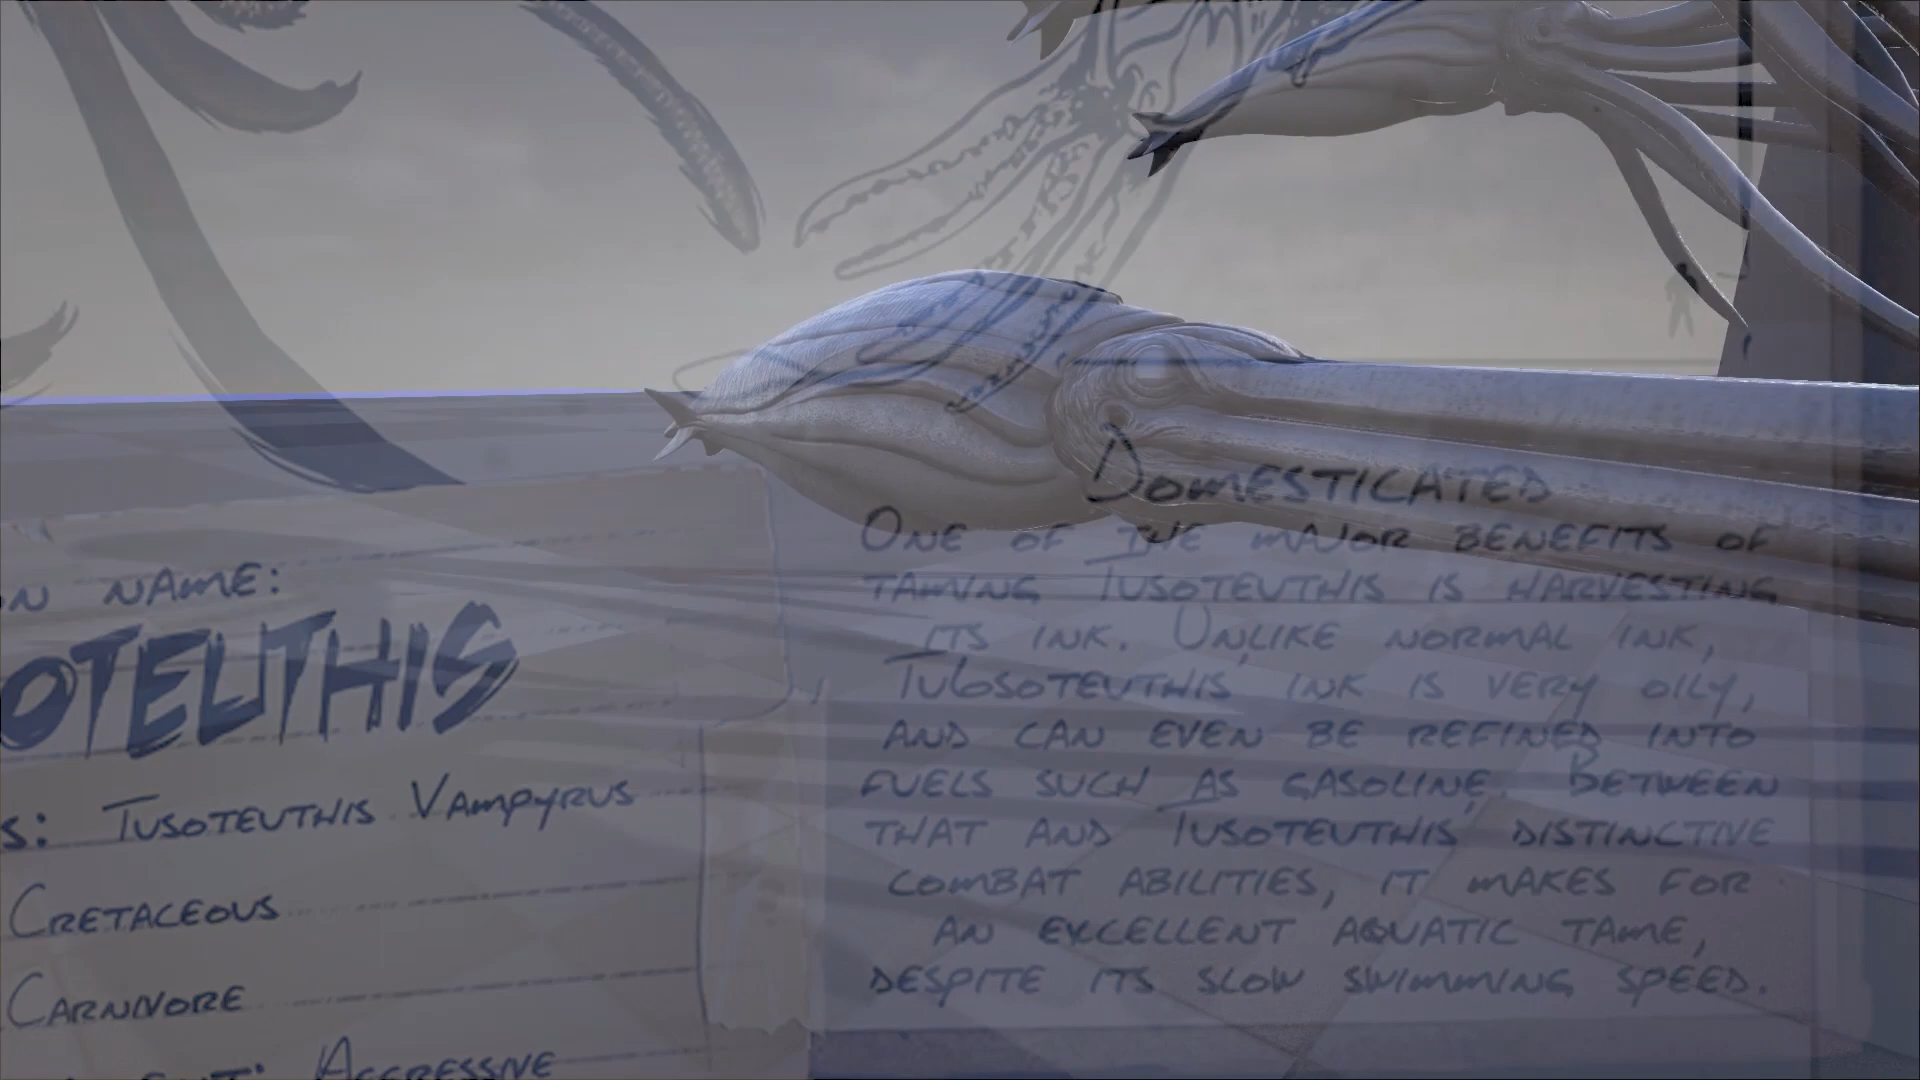 NAME:
OTEUTHIS
S: TUSOTEUTHIS VAMPYRUS
CRETACEOUS
CARNIVORE
AGGRESSIVE
DOMESTICATED
ONE OF THE MAJOR BENEFITS OF
TAMING TUSOTEUTHIS IS HARVESTING
ITS INK. UNLIKE NORMAL INK,
TUSOTEUTHIS INK IS VERY OILY,
AND CAN EVEN BE REFINED INTO
FUELS SUCH AS GASOLINE. BETWEEN
THAT AND TUSOTEUTHIS' DISTINCTIVE
COMBAT ABILITIES, IT MAKES FOR
AN EXCELLENT AQUATIC TAME,
DESPITE ITS SLOW SWIMMING SPEED.